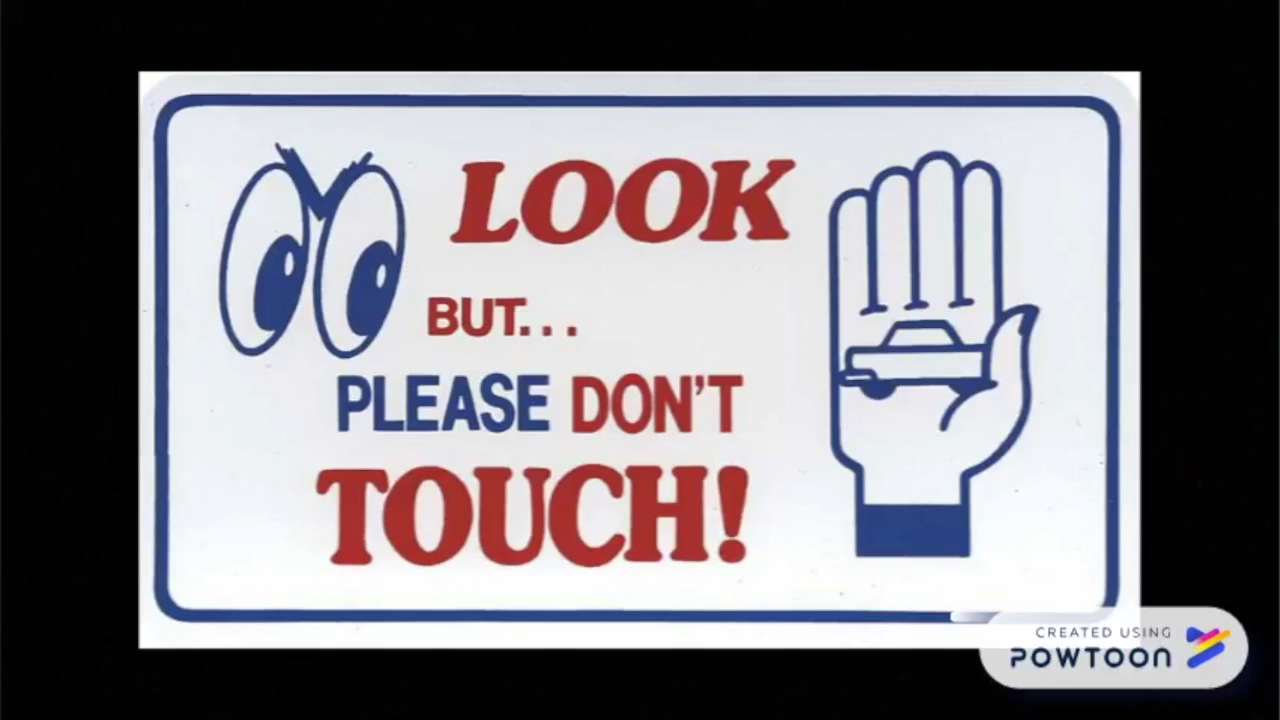 LOOK
BUT...
PLEASE DON'T
TOUCH!
CREATED USING
POWTOON